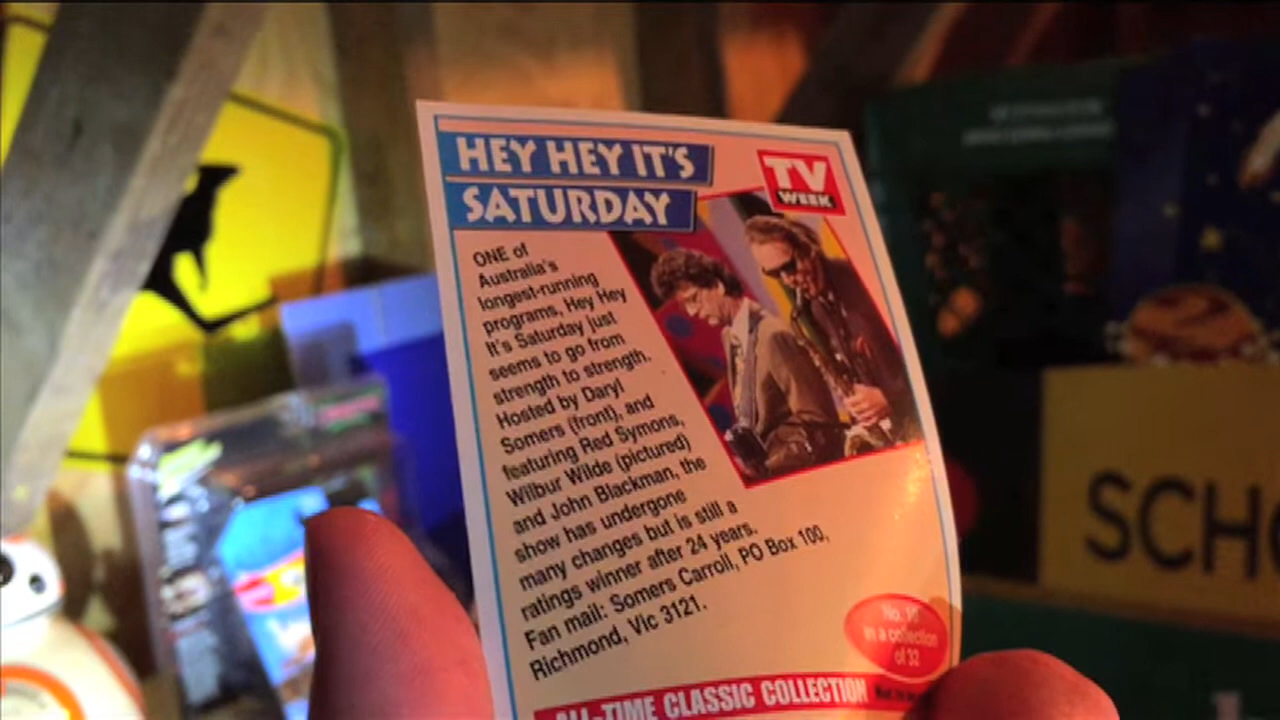 HEY HEY IT'S
SATURDAY
TV
WEEK
ONE of
Australia's
longest-running
programs, Hey Hey
It's Saturday just
seems to go from
strength to strength.
Hosted by Daryl
Somers (front), and
featuring Red Symons,
Wilbur Wilde (pictured)
and John Blackman, the
show has undergone
many changes but is still a
ratings winner after 24 years.
Fan mail: Somers Carroll, PO Box 100,
Richmond, Vic 3121.
No.
in a collection
of 32
ALL-TIME CLASSIC COLLECTION
SCHO